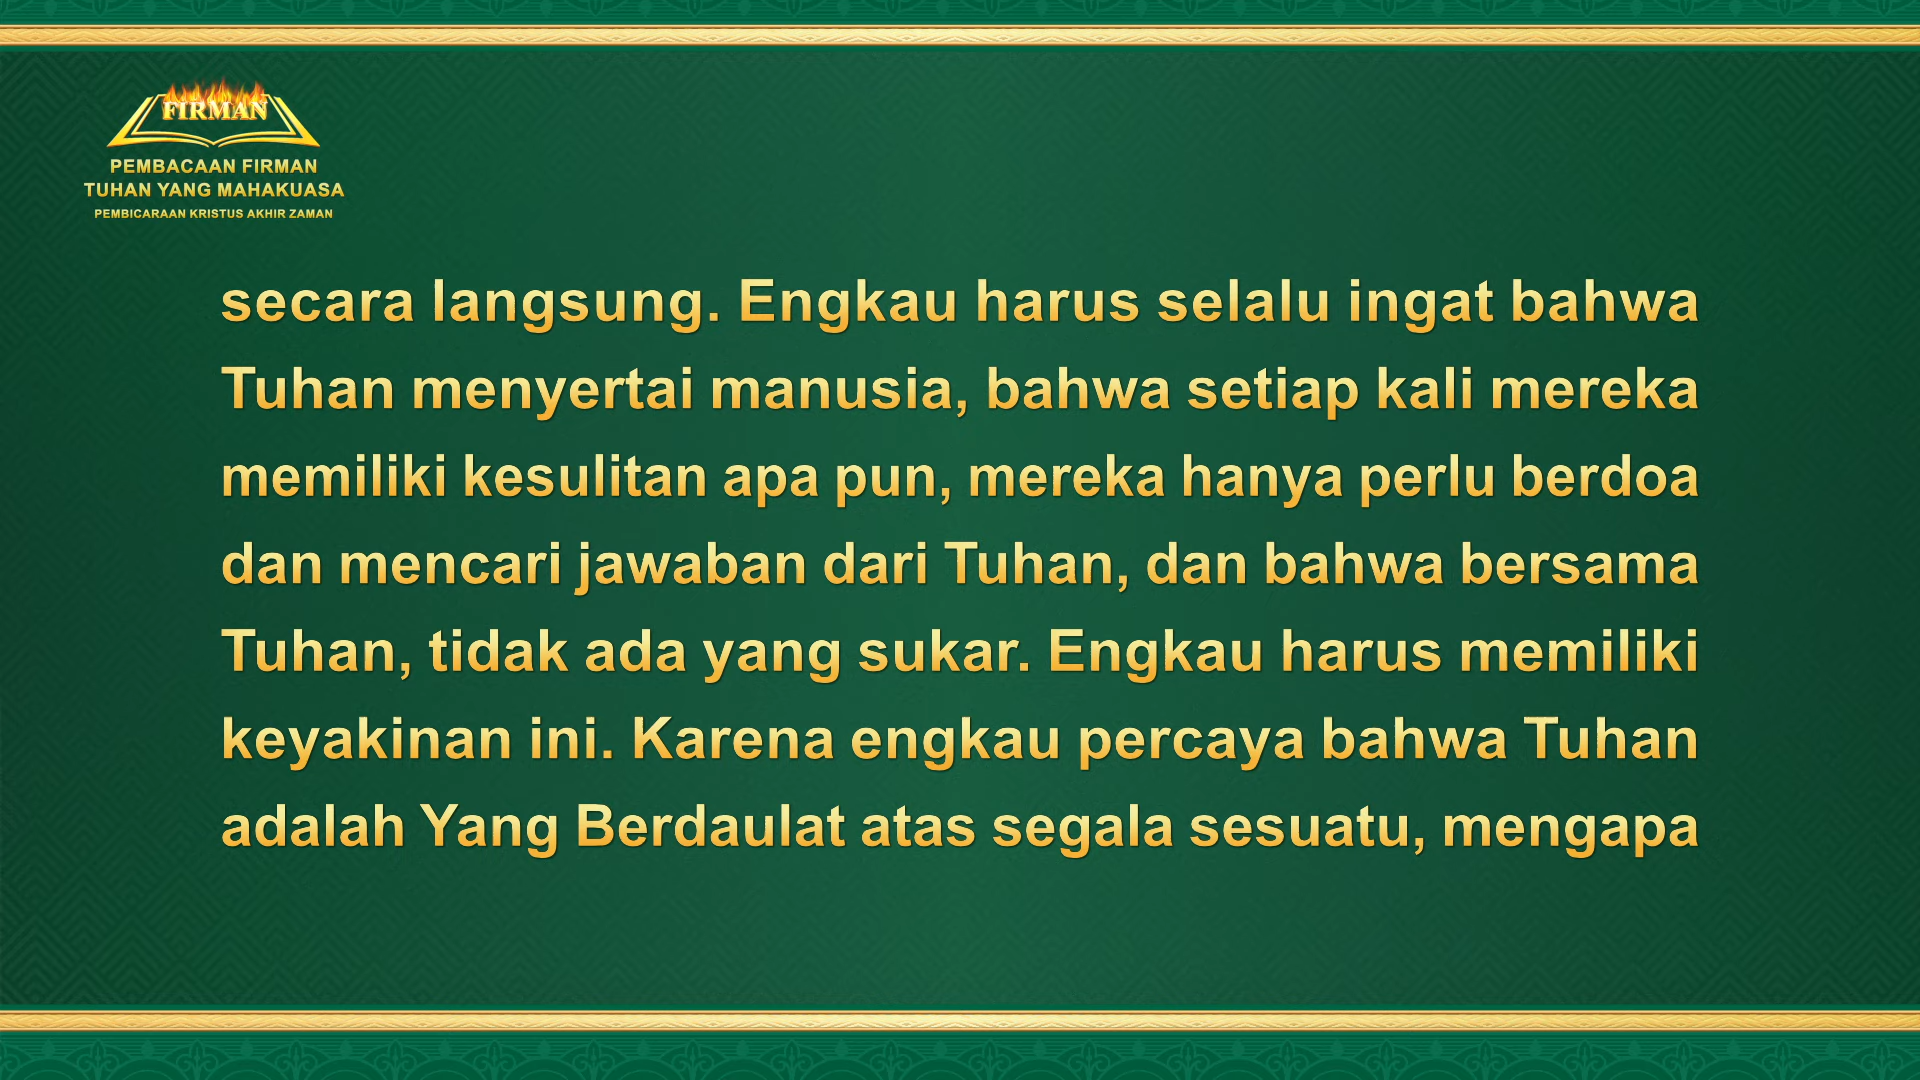 FIRMAN
PEMBACAAN FIRMAN
TUHAN YANG MAHAKUASA
PEMBICARAAN KRISTUS AKHIR ZAMAN
secara langsung. Engkau harus selalu ingat bahwa
Tuhan menyertai manusia, bahwa setiap kali mereka
memiliki kesulitan apa pun, mereka hanya perlu berdoa
dan mencari jawaban dari Tuhan, dan bahwa bersama
Tuhan, tidak ada yang sukar. Engkau harus memiliki
keyakinan ini. Karena engkau percaya bahwa Tuhan
adalah Yang Berdaulat atas segala sesuatu, mengapa